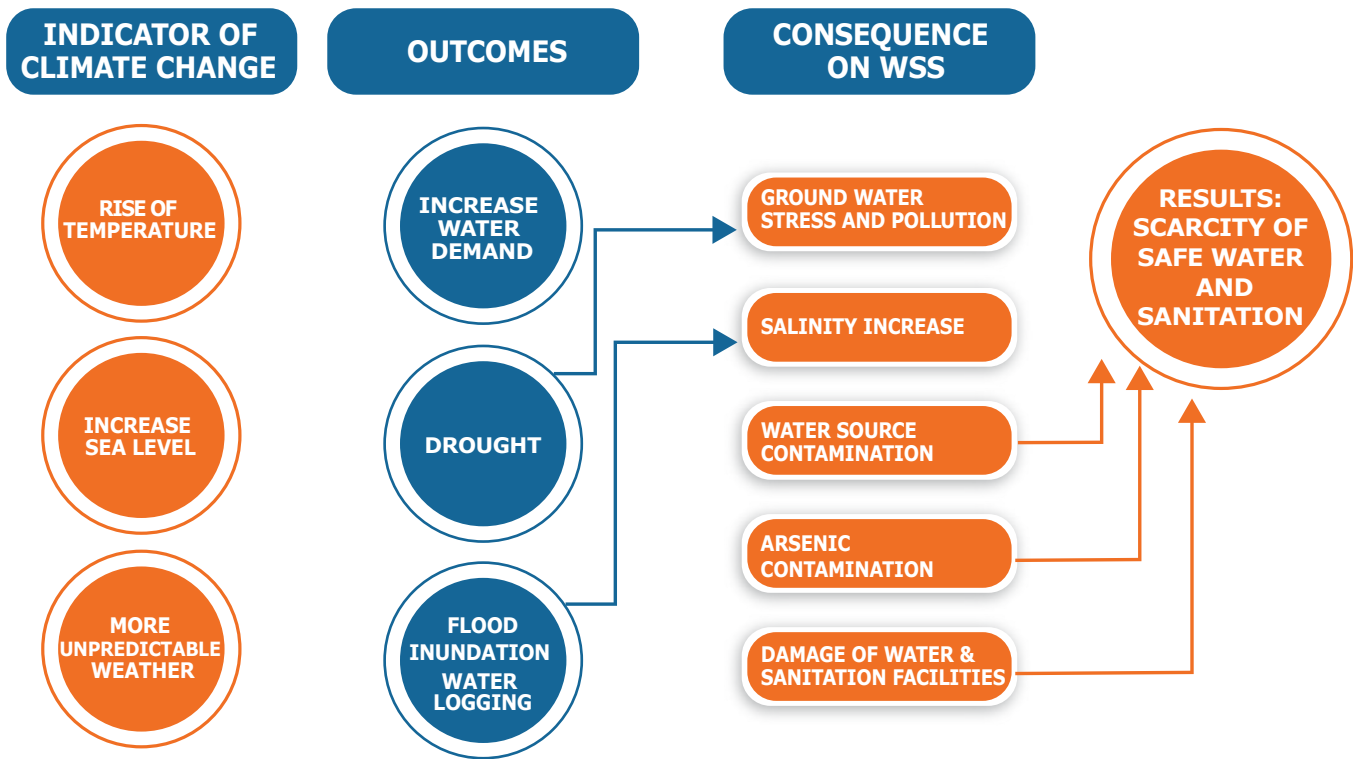 INDICATOR OF
CLIMATE CHANGE
OUTCOMES
CONSEQUENCE
ON WSS
RISE OF
TEMPERATURE
INCREASE
SEA LEVEL
MORE
UNPREDICTABLE
WEATHER
INCREASE
WATER
DEMAND
DROUGHT
FLOOD
INUNDATION
WATER
LOGGING
GROUND WATER
STRESS AND POLLUTION
SALINITY INCREASE
WATER SOURCE
CONTAMINATION
ARSENIC
CONTAMINATION
DAMAGE OF WATER &
SANITATION FACILITIES
RESULTS:
SCARCITY OF
SAFE WATER
AND
SANITATION